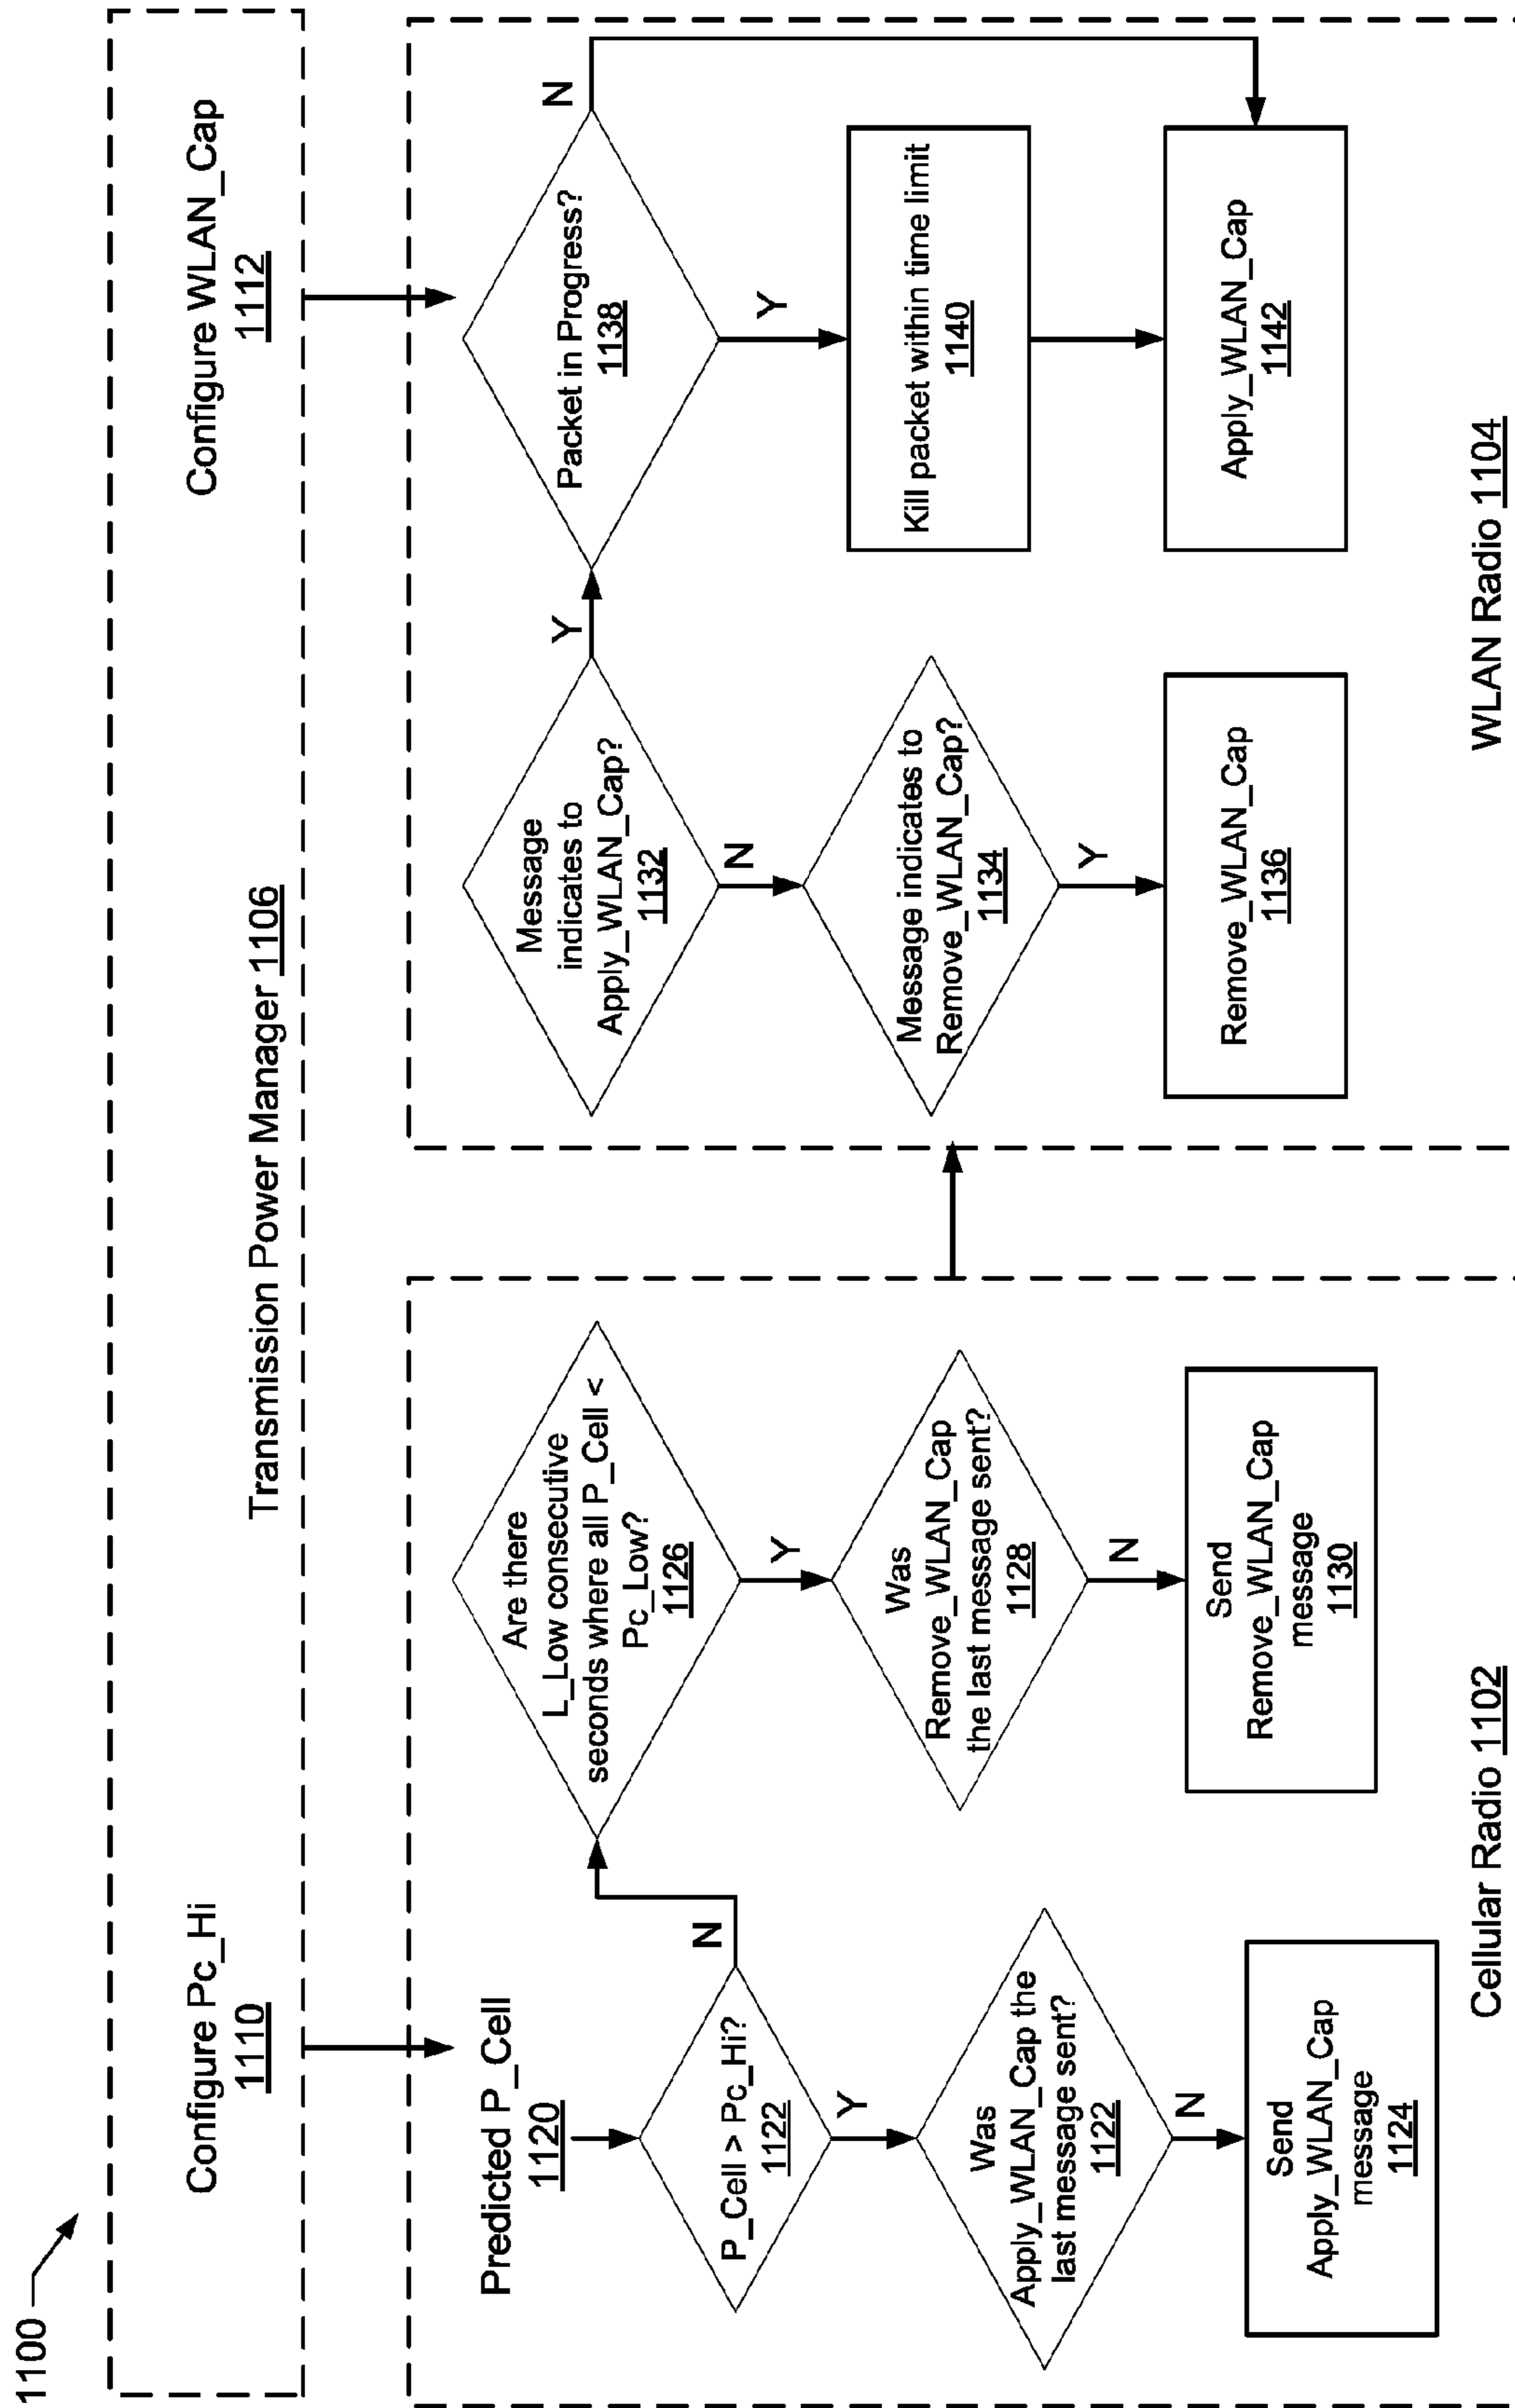 1100
Configure Pc_Hi
1110
Transmission Power Manager 1106
Configure WLAN_Cap
1112
Predicted P_Cell
1120
P_Cell > Pc_Hi?
1122
N
Y
Was
Apply_WLAN_Cap the
last message sent?
1122
N
Send
Apply_WLAN_Cap
message
1124
Are there
L_Low consecutive
seconds where all P_Cell <
Pc_Low?
1126
Y
Was
Remove_WLAN_Cap
the last message sent?
1128
N
Send
Remove_WLAN_Cap
message
1130
Cellular Radio 1102
Message
indicates to
Apply_WLAN_Cap?
1132
Y
N
Message indicates to
Remove_WLAN_Cap?
1134
Y
Remove_WLAN_Cap
1136
Packet in Progress?
1138
N
Y
Kill packet within time limit
1140
Apply_WLAN_Cap
1142
WLAN Radio 1104